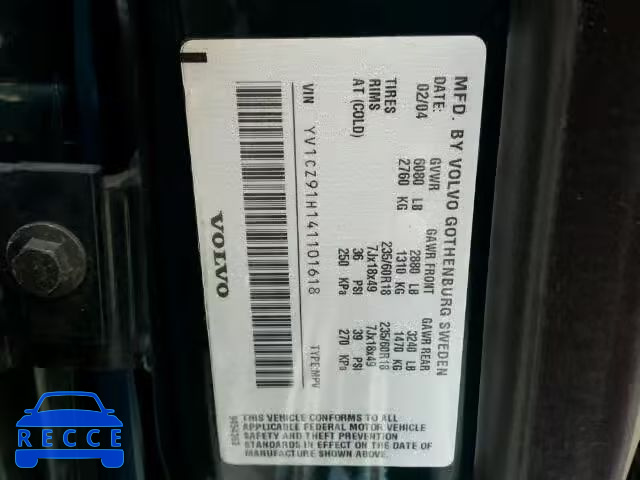 MFD. BY VOLVO GOTHENBURG SWEDEN
DATE: GVWR GAWR FRONT GAWR REAR
02/04 6080 LB 2880 LB 3240 LB
2760 KG 1310 KG 1470 KG
TIRES 235/60R18 235/60R18
RIMS 7Jx18x49 7Jx18x49
AT (COLD) 36 PSI 39 PSI
250 KPa 270 KPa
VIN YV1CZ91H141101618 TYPE:MPV
VOLVO
THIS VEHICLE CONFORMS TO ALL
APPLICABLE FEDERAL MOTOR VEHICLE
SAFETY AND THEFT PREVENTION
STANDARDS IN EFFECT ON THE DATE OF
MANUFACTURE SHOWN ABOVE.
RECCE